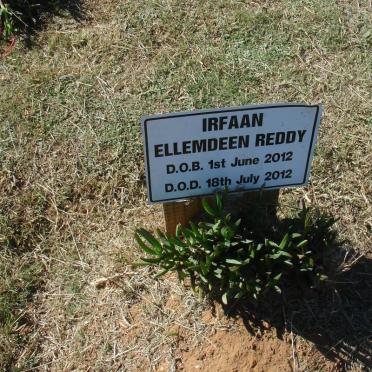 IRFAAN
ELLEMDEEN REDDY
D.O.B. 1st June 2012
D.O.D. 18th July 2012